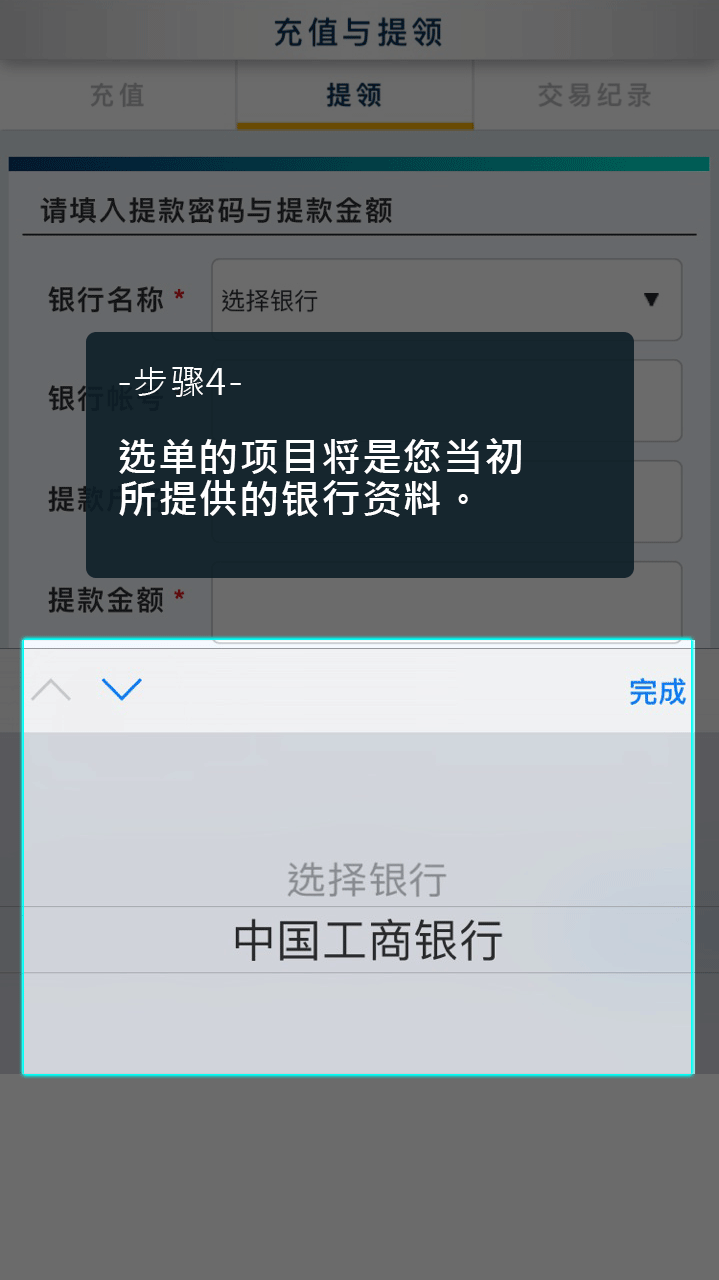 充值与提领
充值 提领 交易纪录
请填入提款密码与提款金额
银行名称 * 选择银行 ▼
-步骤4-
银行帐号
选单的项目将是您当初
所提供的银行资料。
提款
提款金额 *
完成
选择银行
中国工商银行